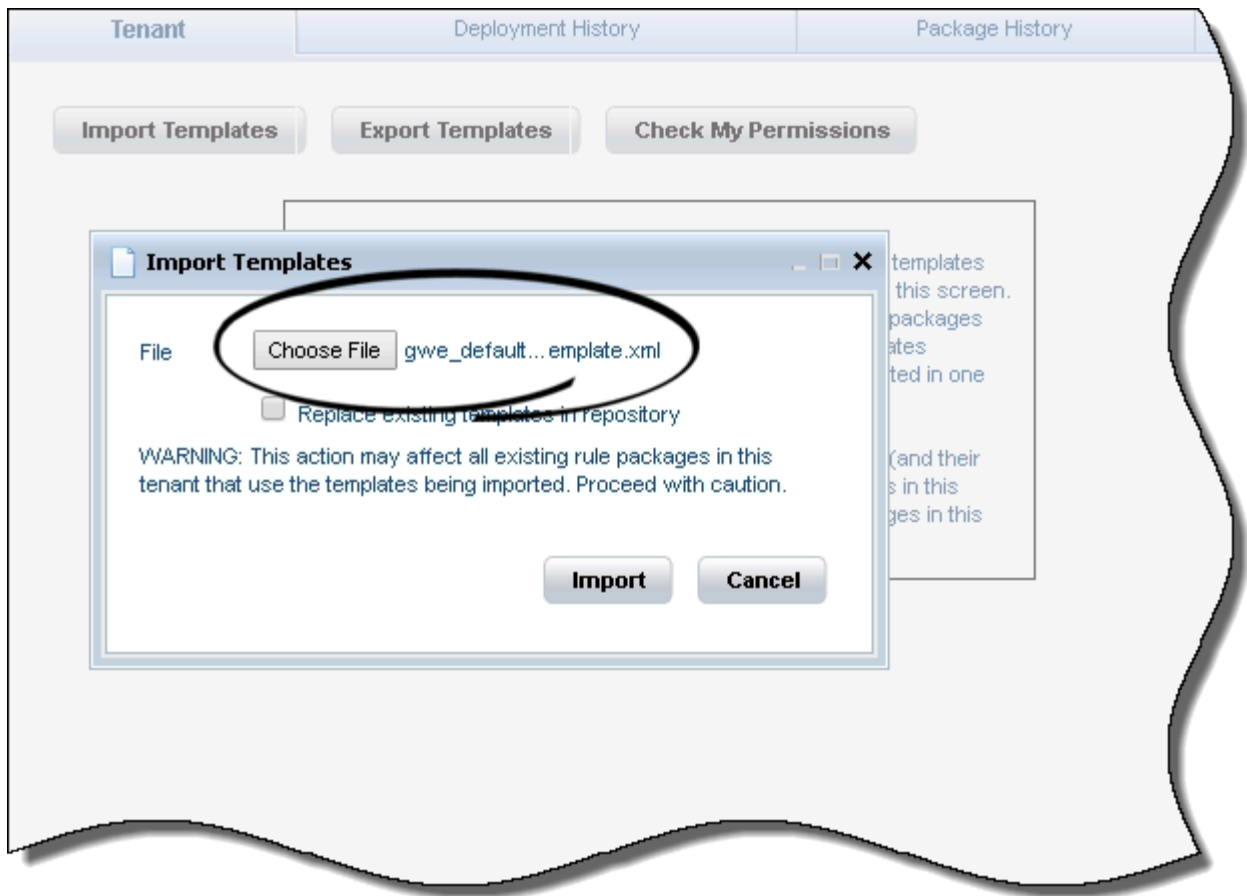 Tenant Deployment History Package History
Import Templates Export Templates Check My Permissions
Import Templates
templates
this screen.
packages
ates
ted in one
File Choose File gwe_default...emplate.xml
Replace existing templates in repository
WARNING: This action may affect all existing rule packages in this
tenant that use the templates being imported. Proceed with caution.
(and their
s in this
ges in this
Import Cancel